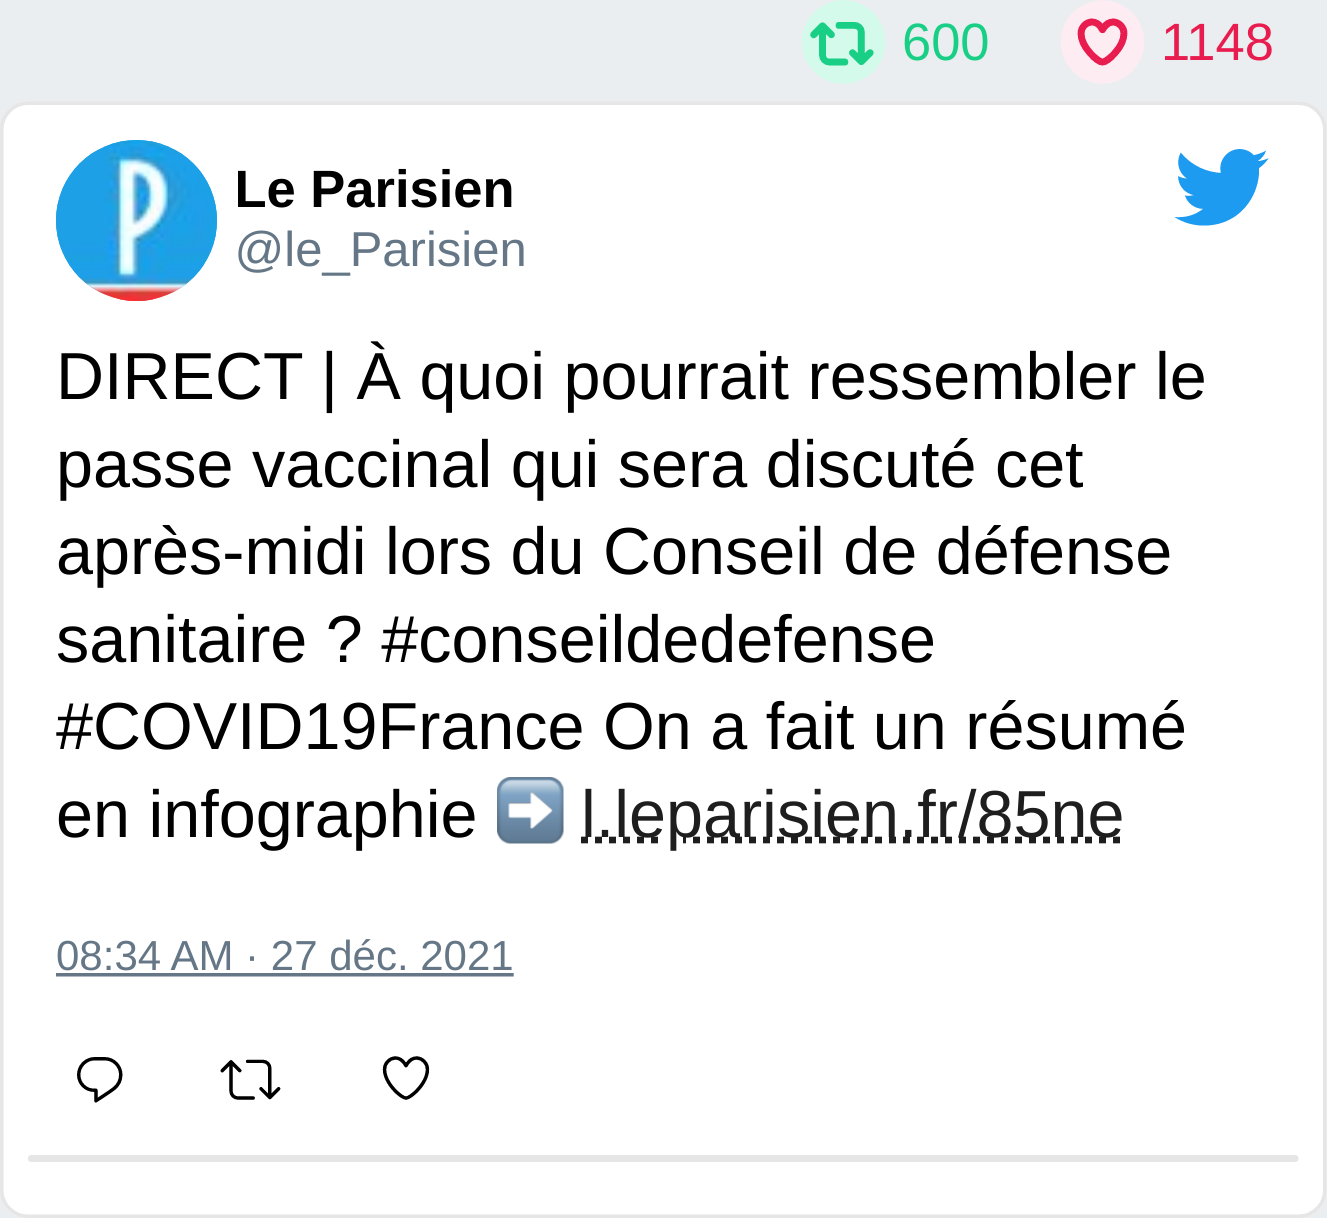 600 1148
Le Parisien
@le_Parisien
DIRECT | À quoi pourrait ressembler le
passe vaccinal qui sera discuté cet
après-midi lors du Conseil de défense
sanitaire ? #conseildedefense
#COVID19France On a fait un résumé
en infographie ➡️ l.leparisien.fr/85ne
08:34 AM · 27 déc. 2021